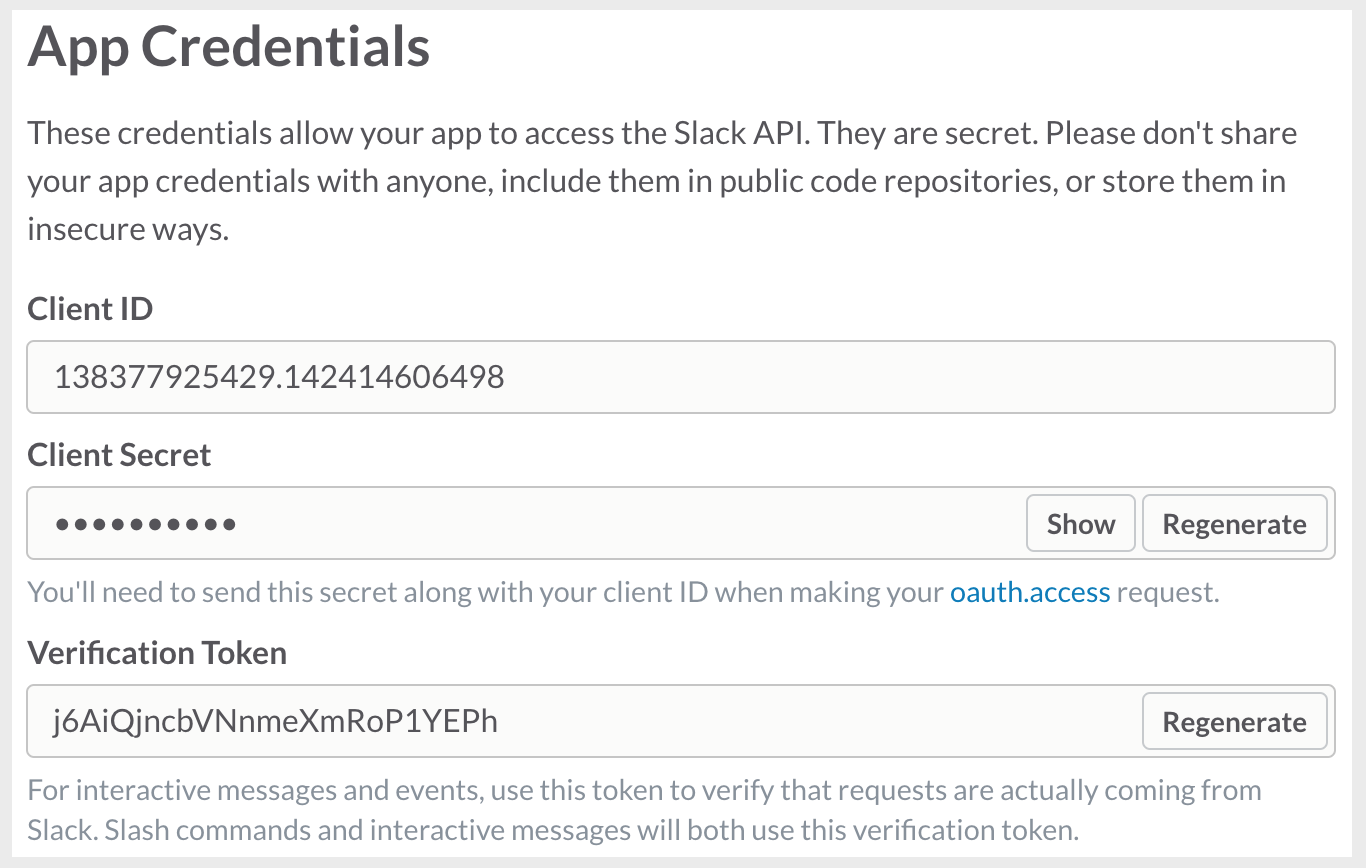 App Credentials
These credentials allow your app to access the Slack API. They are secret. Please don't share
your app credentials with anyone, include them in public code repositories, or store them in
insecure ways.
Client ID
138377925429.142414606498
Client Secret
••••••••••
Show
Regenerate
You'll need to send this secret along with your client ID when making your oauth.access request.
Verification Token
j6AiQjncbVNnmeXmRoP1YEPh
Regenerate
For interactive messages and events, use this token to verify that requests are actually coming from
Slack. Slash commands and interactive messages will both use this verification token.